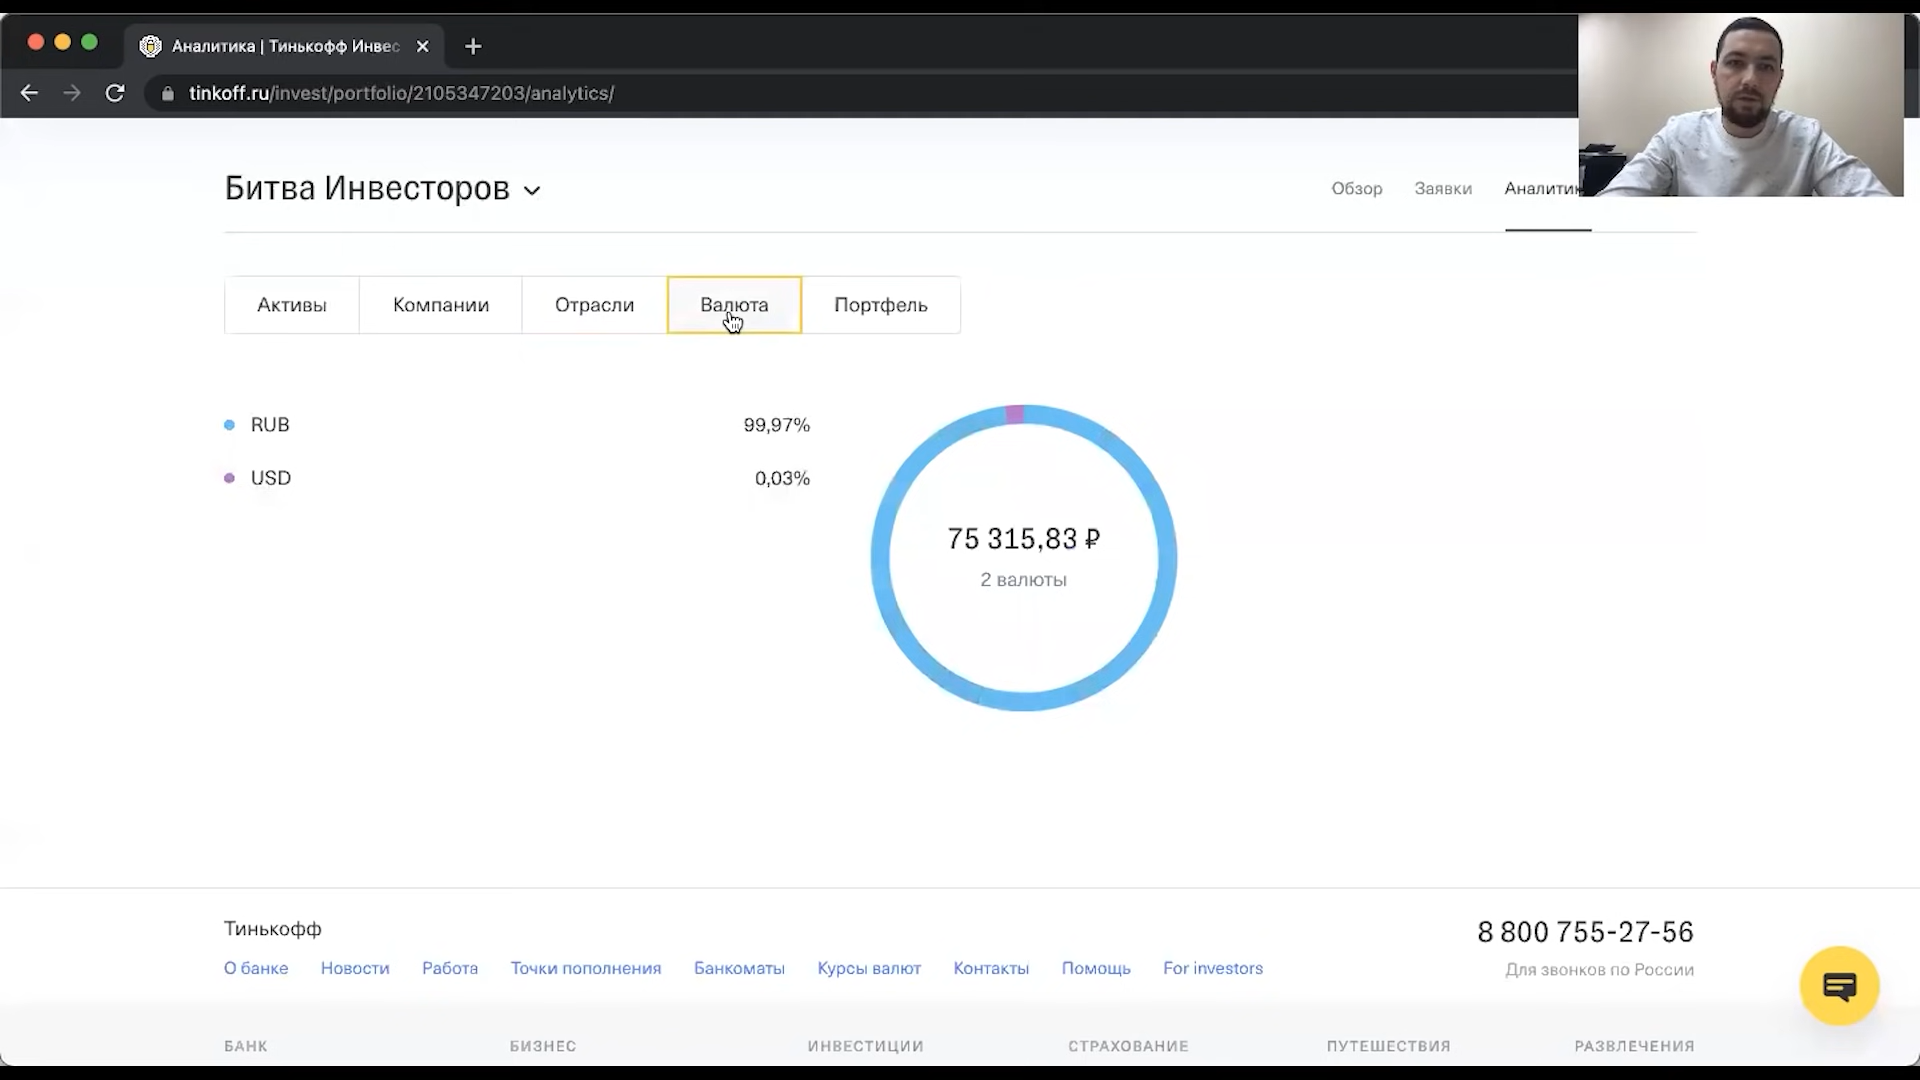 Аналитика | Тинькофф Инвес
tinkoff.ru/invest/portfolio/2105347203/analytics/
Битва Инвесторов
Обзор Заявки Аналитик
Активы Компании Отрасли Валюта Портфель
RUB 99,97%
USD 0,03%
75 315,83 ₽
2 валюты
Тинькофф
8 800 755-27-56
О банке Новости Работа Точки пополнения Банкоматы Курсы валют Контакты Помощь For investors
Для звонков по России
БАНК БИЗНЕС ИНВЕСТИЦИИ СТРАХОВАНИЕ ПУТЕШЕСТВИЯ РАЗВЛЕЧЕНИЯ